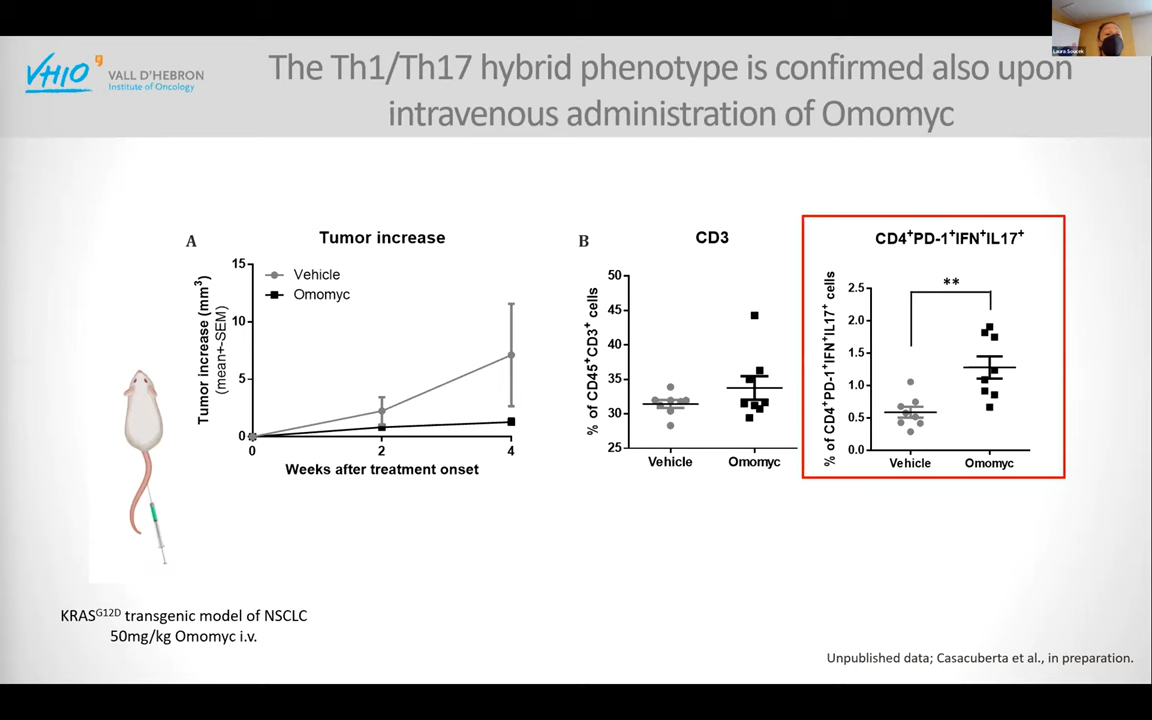 VHIO
VALL D'HEBRON
Institute of Oncology
The Th1/Th17 hybrid phenotype is confirmed also upon
intravenous administration of Omomyc
Laura Soucek
A
Tumor increase
Tumor increase (mm³)
(mean+-SEM)
15
10
5
0
Vehicle
Omomyc
0 2 4
Weeks after treatment onset
B
CD3
% of CD45⁺CD3⁺ cells
50
45
40
35
30
25
Vehicle Omomyc
CD4⁺PD-1⁺IFN⁺IL17⁺
% of CD4⁺PD-1⁺IFN⁺IL17⁺ cells
**
2.5
2.0
1.5
1.0
0.5
0.0
Vehicle Omomyc
KRASᴳ¹²ᴰ transgenic model of NSCLC
50mg/kg Omomyc i.v.
Unpublished data; Casacuberta et al., in preparation.